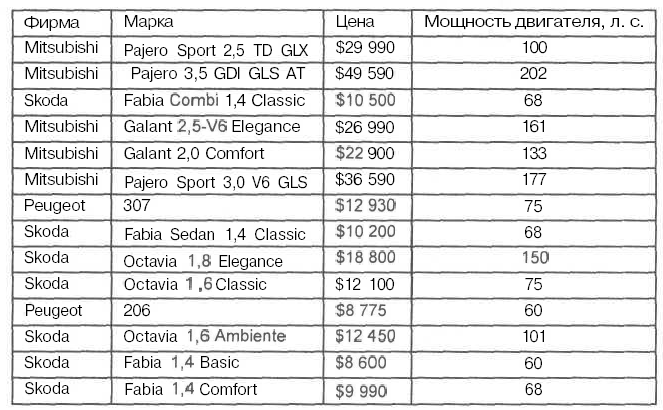 Фирма Марка Цена Мощность двигателя, л. с.
Mitsubishi Pajero Sport 2,5 TD GLX $29 990 100
Mitsubishi Pajero 3,5 GDI GLS AT $49 590 202
Skoda Fabia Combi 1,4 Classic $10 500 68
Mitsubishi Galant 2,5-V6 Elegance $26 990 161
Mitsubishi Galant 2,0 Comfort $22 900 133
Mitsubishi Pajero Sport 3,0 V6 GLS $36 590 177
Peugeot 307 $12 930 75
Skoda Fabia Sedan 1,4 Classic $10 200 68
Skoda Octavia 1,8 Elegance $18 800 150
Skoda Octavia 1,6 Classic $12 100 75
Peugeot 206 $8 775 60
Skoda Octavia 1,6 Ambiente $12 450 101
Skoda Fabia 1,4 Basic $8 600 60
Skoda Fabia 1,4 Comfort $9 990 68